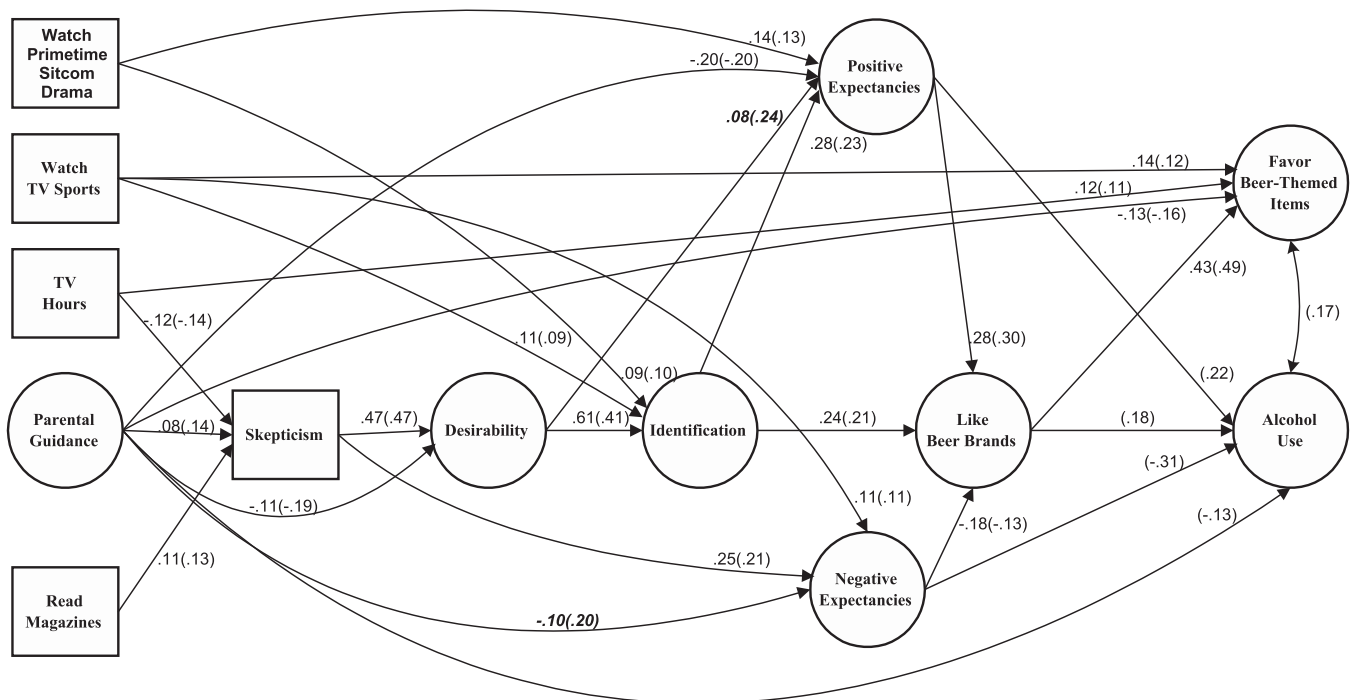 Watch
Primetime
Sitcom
Drama
Watch
TV Sports
TV
Hours
Parental
Guidance
Read
Magazines
Skepticism
Desirability
Identification
Positive
Expectancies
Negative
Expectancies
Like
Beer Brands
Favor
Beer-Themed
Items
Alcohol
Use
.14(.13)
-.20(-.20)
.08(.24)
.28(.23)
.14(.12)
.12(.11)
-.13(-.16)
.43(.49)
(.17)
-.12(-.14)
.11(.09)
.09(.10)
.28(.30)
(.22)
.08(.14)
.47(.47)
.61(.41)
.24(.21)
(.18)
(-.31)
-.11(-.19)
.11(.11)
-.18(-.13)
(-.13)
.11(.13)
.25(.21)
-.10(.20)